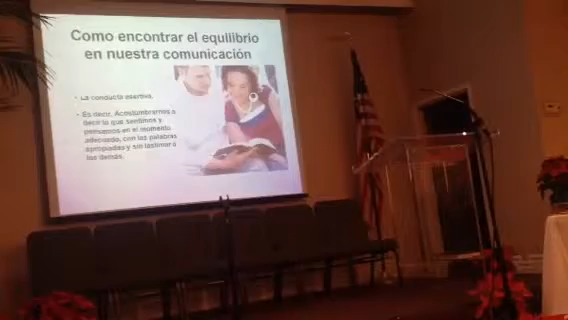 Como encontrar el equilibrio
en nuestra comunicación
• La conducta asertiva.
• Es decir, Acostumbrarnos a
decir lo que sentimos y
pensamos en el momento
adecuado, con las palabras
apropiadas y sin lastimar a
los demás.